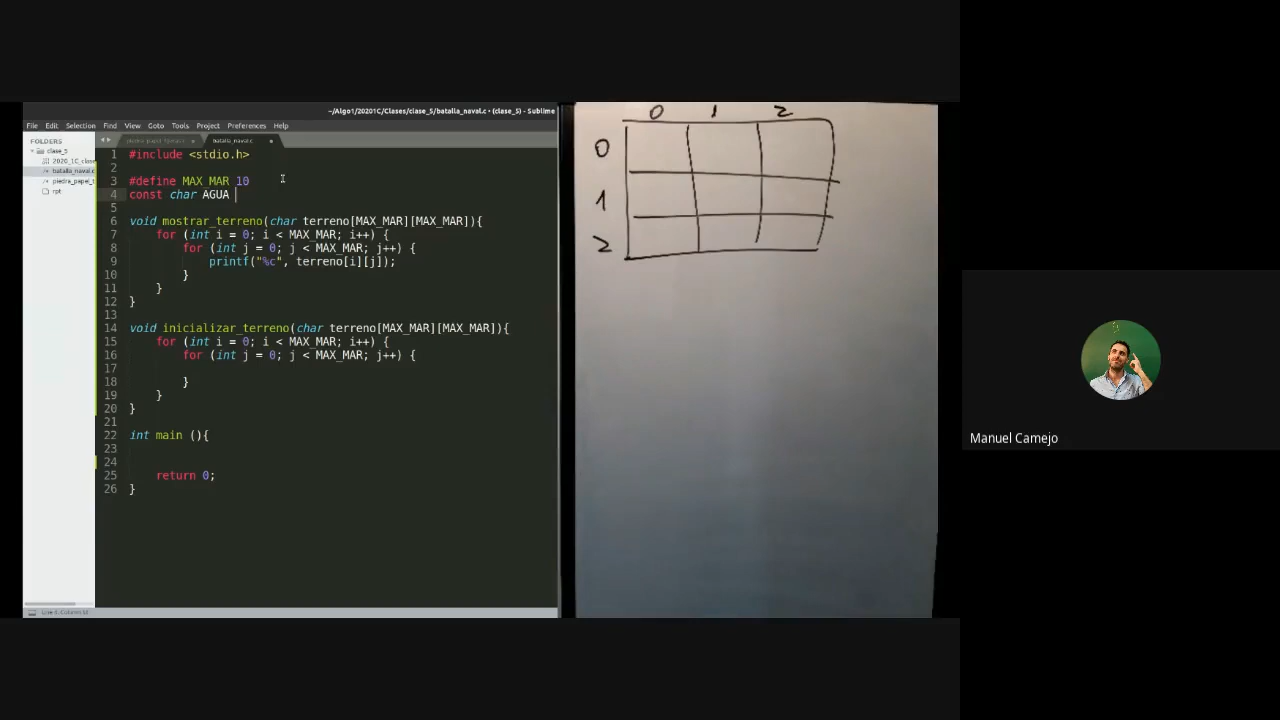 ~/Algo1/20201C/Clases/clase_5/batalla_naval.c • (clase_5) - Sublime
File Edit Selection Find View Goto Tools Project Preferences Help
FOLDERS
clase_5
2020_1C_clase
batalla_naval.c
piedra_papel_t
rpt
batalla_naval.c
1 #include <stdio.h>
2
3 #define MAX_MAR 10
4 const char AGUA
5
6 void mostrar_terreno(char terreno[MAX_MAR][MAX_MAR]){
7 for (int i = 0; i < MAX_MAR; i++) {
8 for (int j = 0; j < MAX_MAR; j++) {
9 printf("%c", terreno[i][j]);
10 }
11 }
12 }
13
14 void inicializar_terreno(char terreno[MAX_MAR][MAX_MAR]){
15 for (int i = 0; i < MAX_MAR; i++) {
16 for (int j = 0; j < MAX_MAR; j++) {
17
18 }
19 }
20 }
21
22 int main (){
23
24
25 return 0;
26 }
0 1 2
0
1
2
Manuel Camejo